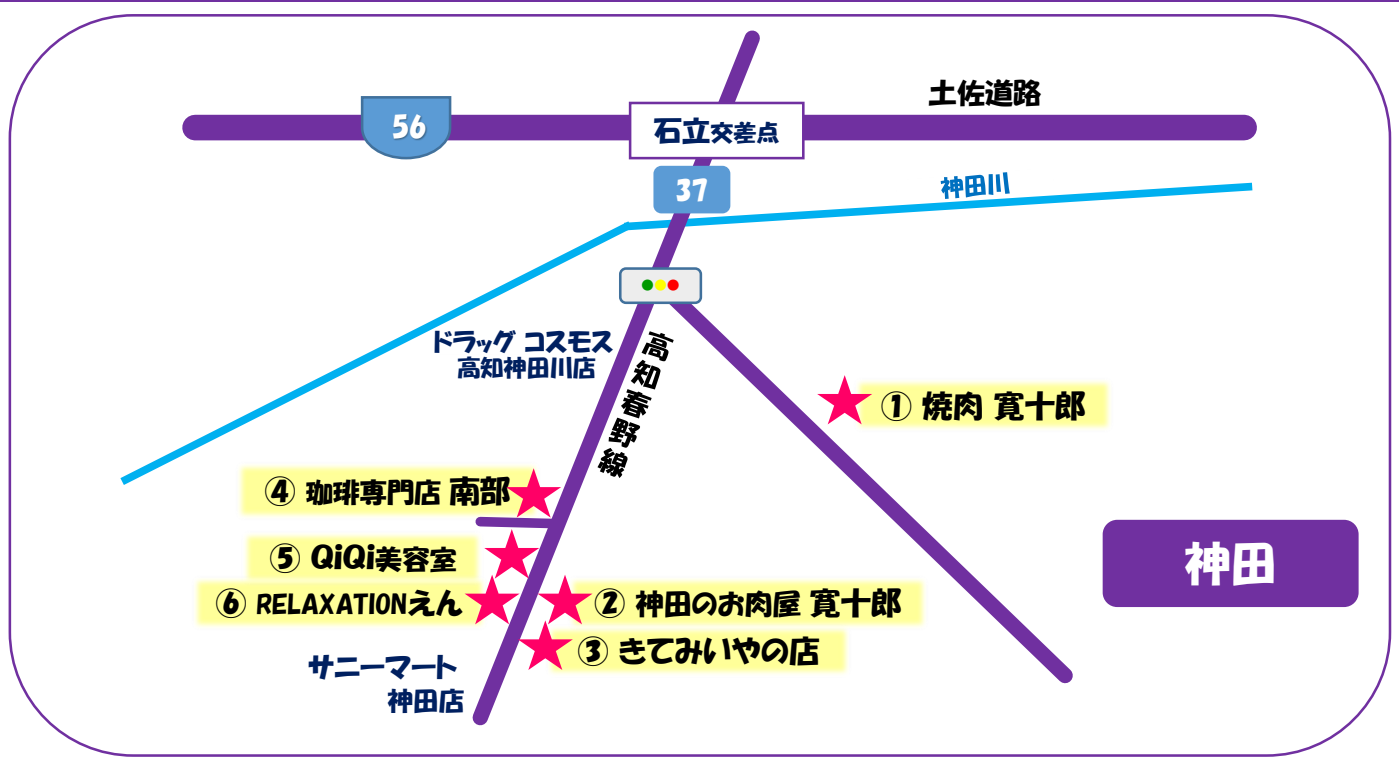 土佐道路
56
石立交差点
37
神田川
ドラッグ コスモス
高知神田川店
高知春野線
① 焼肉 寛十郎
④ 珈琲専門店 南部
⑤ QiQi美容室
神田
⑥ RELAXATIONえん
② 神田のお肉屋 寛十郎
③ きてみいやの店
サニーマート
神田店